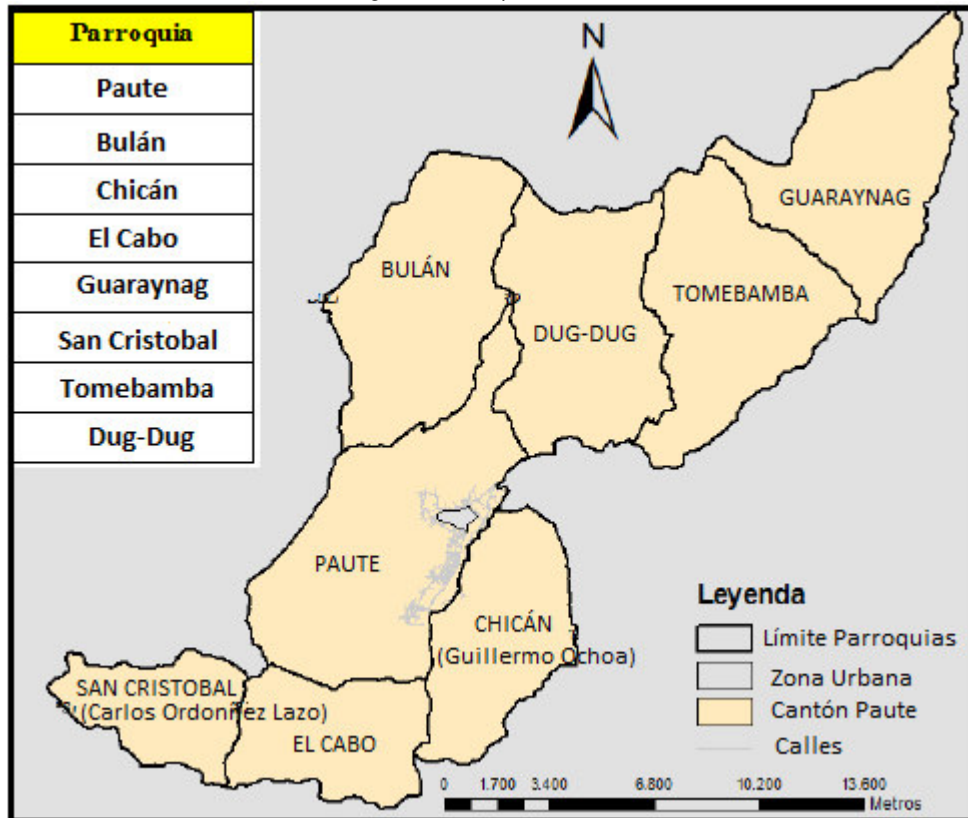 Parroquia
Paute
Bulán
Chicán
El Cabo
Guaraynag
San Cristobal
Tomebamba
Dug-Dug
N
GUARAYNAG
BULÁN
TOMEBAMBA
DUG-DUG
PAUTE
CHICÁN
(Guillermo Ochoa)
SAN CRISTOBAL
(Carlos Ordoññez Lazo)
EL CABO
Leyenda
Límite Parroquias
Zona Urbana
Cantón Paute
Calles
0 1.700 3.400 6.800 10.200 13.600
Metros